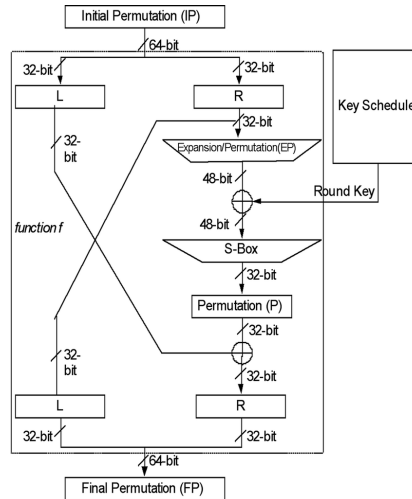 Initial Permutation (IP)
64-bit
32-bit
32-bit
L
R
Key Schedule
32-bit
32-
bit
Expansion/Permutation(EP)
48-bit
Round Key
48-bit
function f
S-Box
32-bit
Permutation (P)
32-bit
32-
bit
32-bit
L
R
32-bit
32-bit
64-bit
Final Permutation (FP)